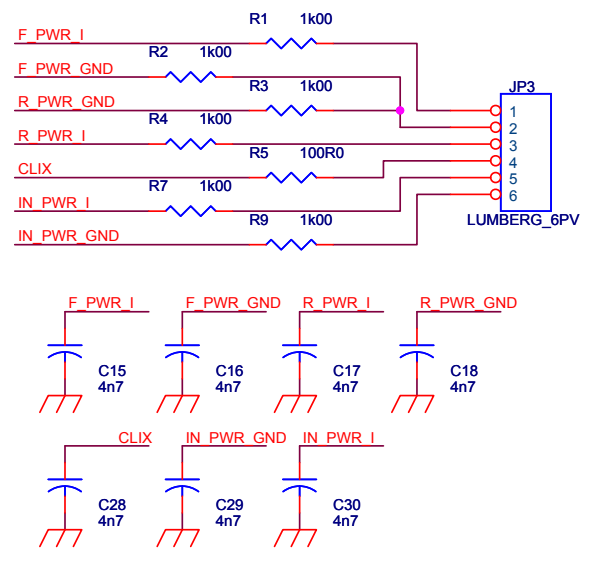 R1 1k00
F_PWR_I
R2 1k00
F_PWR_GND
R3 1k00
JP3
R_PWR_GND
1
R4 1k00
2
R_PWR_I
3
R5 100R0
4
CLIX
5
R7 1k00
6
IN_PWR_I
R9 1k00
LUMBERG_6PV
IN_PWR_GND
F_PWR_I F_PWR_GND R_PWR_I R_PWR_GND
C15 C16 C17 C18
4n7 4n7 4n7 4n7
CLIX IN_PWR_GND IN_PWR_I
C28 C29 C30
4n7 4n7 4n7